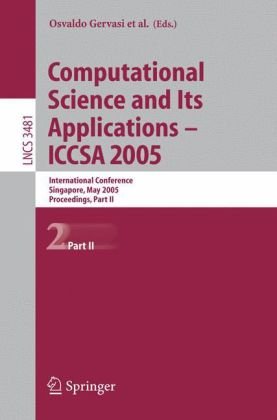 Osvaldo Gervasi et al. (Eds.)
LNCS 3481
Computational
Science and Its
Applications –
ICCSA 2005
International Conference
Singapore, May 2005
Proceedings, Part II
2 Part II
Springer